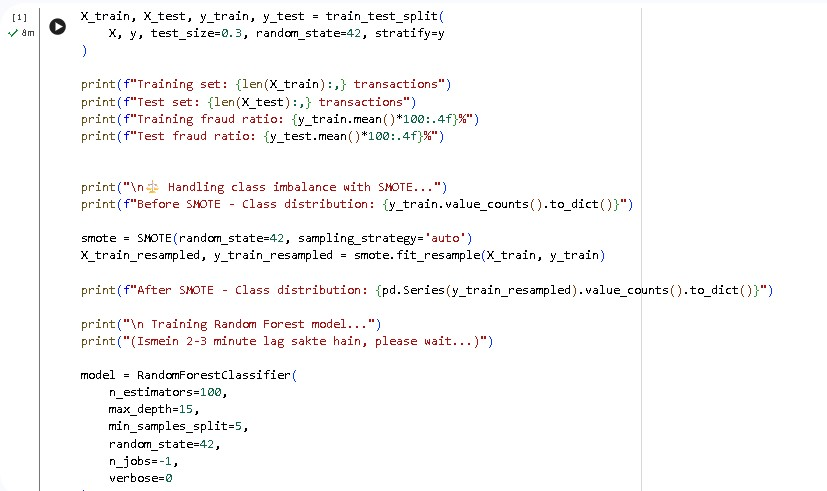 [1]
✓ 8m
X_train, X_test, y_train, y_test = train_test_split(
    X, y, test_size=0.3, random_state=42, stratify=y
)

print(f"Training set: {len(X_train):,} transactions")
print(f"Test set: {len(X_test):,} transactions")
print(f"Training fraud ratio: {y_train.mean()*100:.4f}%")
print(f"Test fraud ratio: {y_test.mean()*100:.4f}%")

print("\n⚖️ Handling class imbalance with SMOTE...")
print(f"Before SMOTE - Class distribution: {y_train.value_counts().to_dict()}")

smote = SMOTE(random_state=42, sampling_strategy='auto')
X_train_resampled, y_train_resampled = smote.fit_resample(X_train, y_train)

print(f"After SMOTE - Class distribution: {pd.Series(y_train_resampled).value_counts().to_dict()}")

print("\n Training Random Forest model...")
print("(Ismein 2-3 minute lag sakte hain, please wait...)")

model = RandomForestClassifier(
    n_estimators=100,
    max_depth=15,
    min_samples_split=5,
    random_state=42,
    n_jobs=-1,
    verbose=0